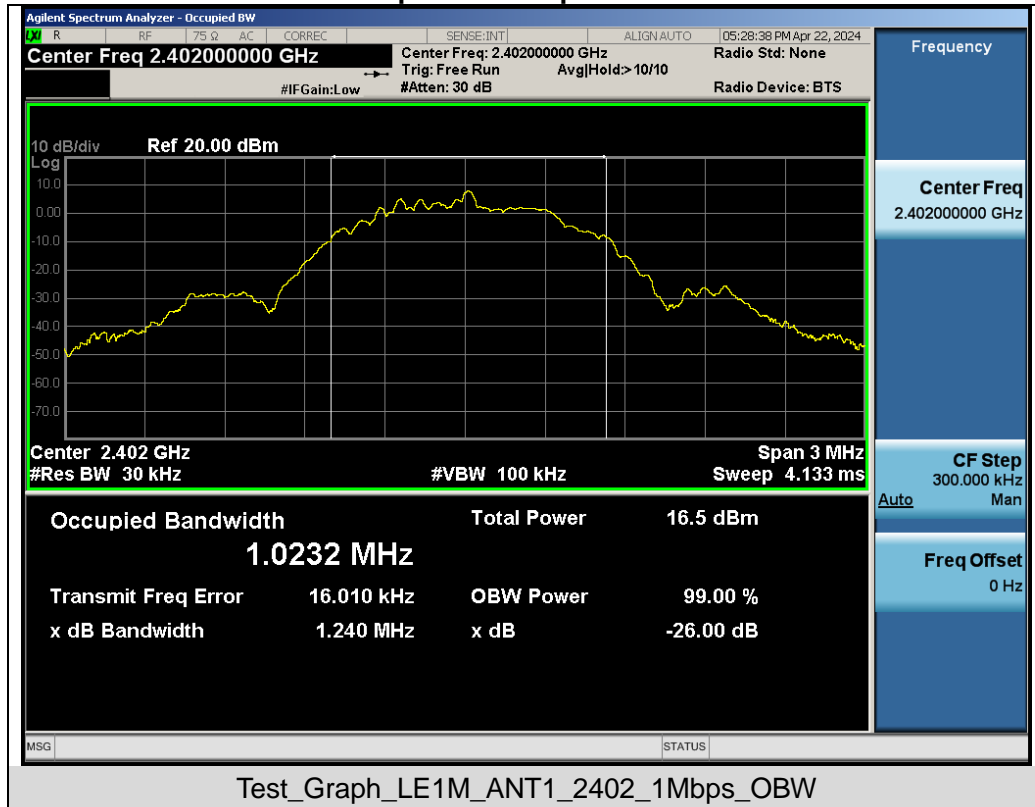 Agilent Spectrum Analyzer - Occupied BW
LXI R RF 75 Ω AC CORREC SENSE:INT ALIGN AUTO 05:28:38 PM Apr 22, 2024
Center Freq 2.402000000 GHz
Center Freq: 2.402000000 GHz Radio Std: None
Trig: Free Run Avg|Hold:>10/10
#IFGain:Low #Atten: 30 dB Radio Device: BTS
10 dB/div Ref 20.00 dBm
Log
10.0
0.00
-10.0
-20.0
-30.0
-40.0
-50.0
-60.0
-70.0
Center 2.402 GHz Span 3 MHz
#Res BW 30 kHz #VBW 100 kHz Sweep 4.133 ms
Occupied Bandwidth Total Power 16.5 dBm
1.0232 MHz
Transmit Freq Error 16.010 kHz OBW Power 99.00 %
x dB Bandwidth 1.240 MHz x dB -26.00 dB
Frequency
Center Freq
2.402000000 GHz
CF Step
300.000 kHz
Auto Man
Freq Offset
0 Hz
MSG STATUS
Test_Graph_LE1M_ANT1_2402_1Mbps_OBW